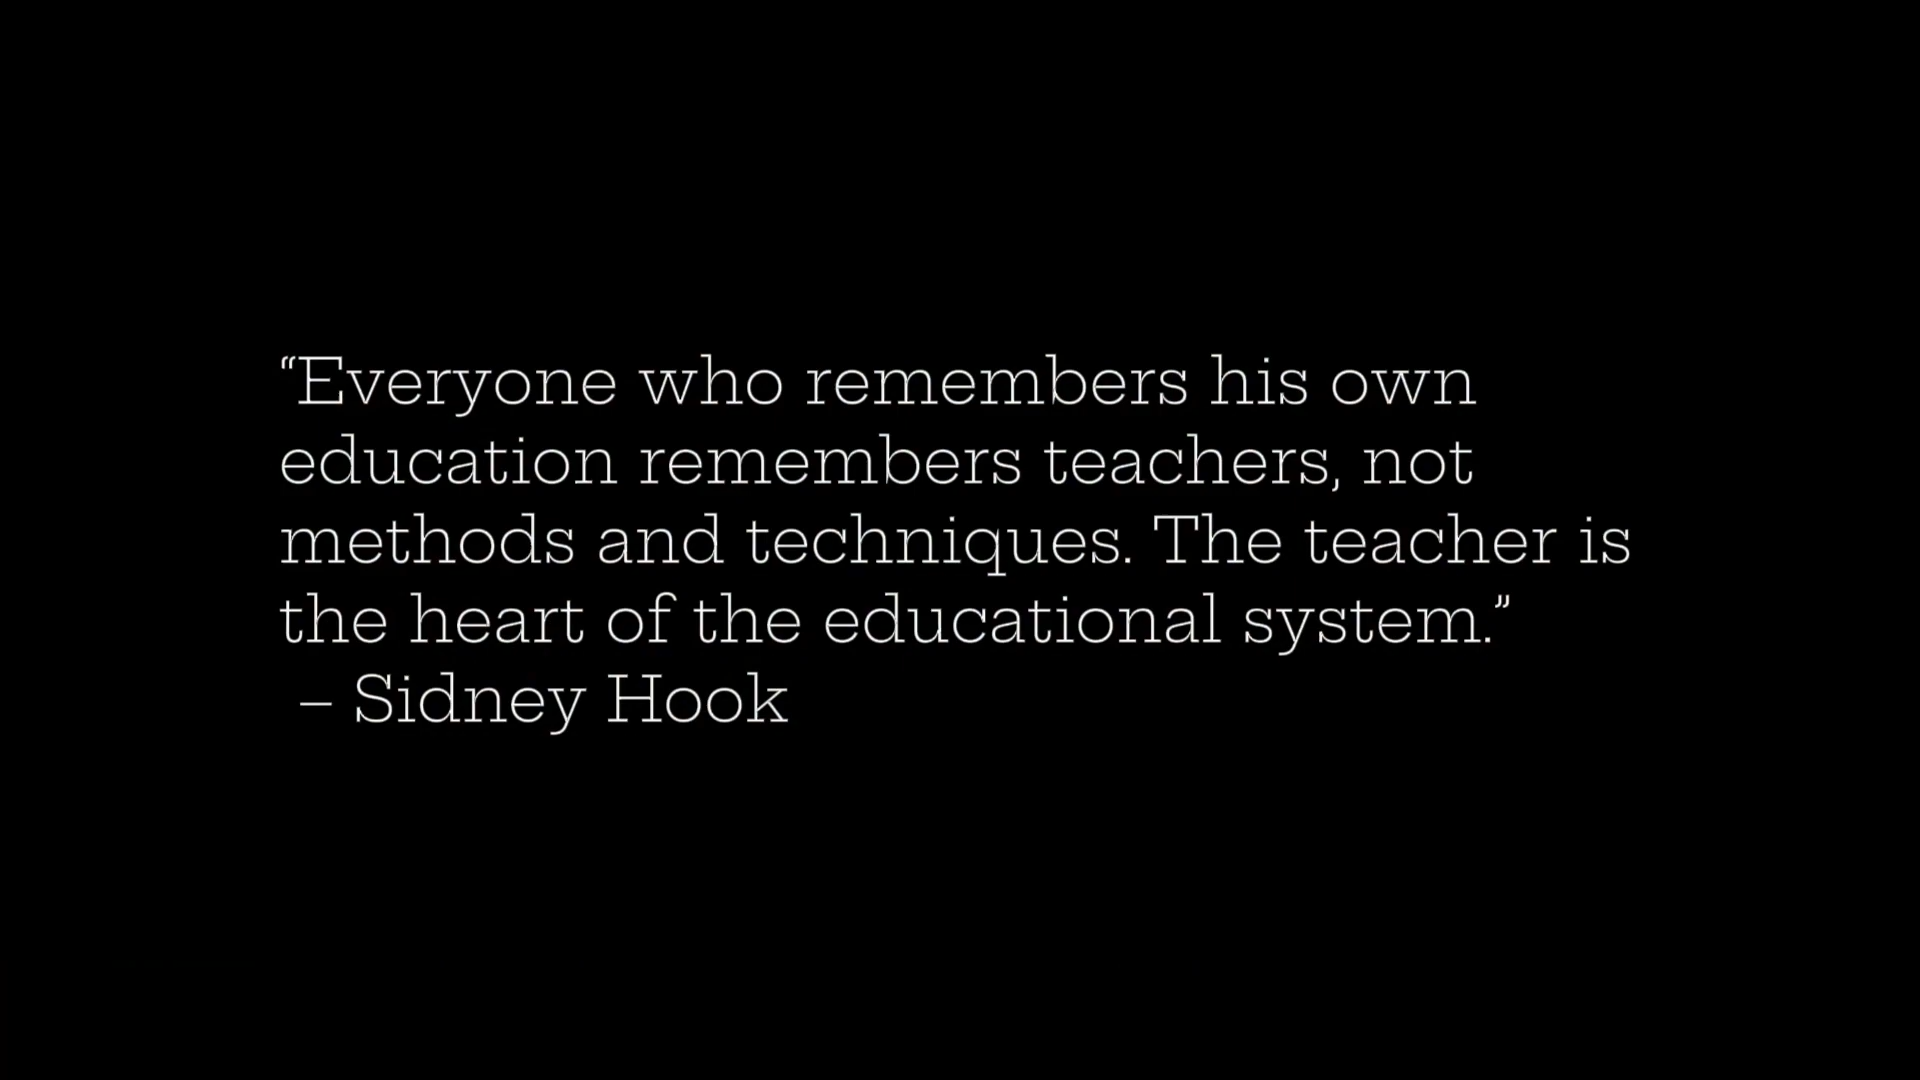 “Everyone who remembers his own
education remembers teachers, not
methods and techniques. The teacher is
the heart of the educational system.”
– Sidney Hook